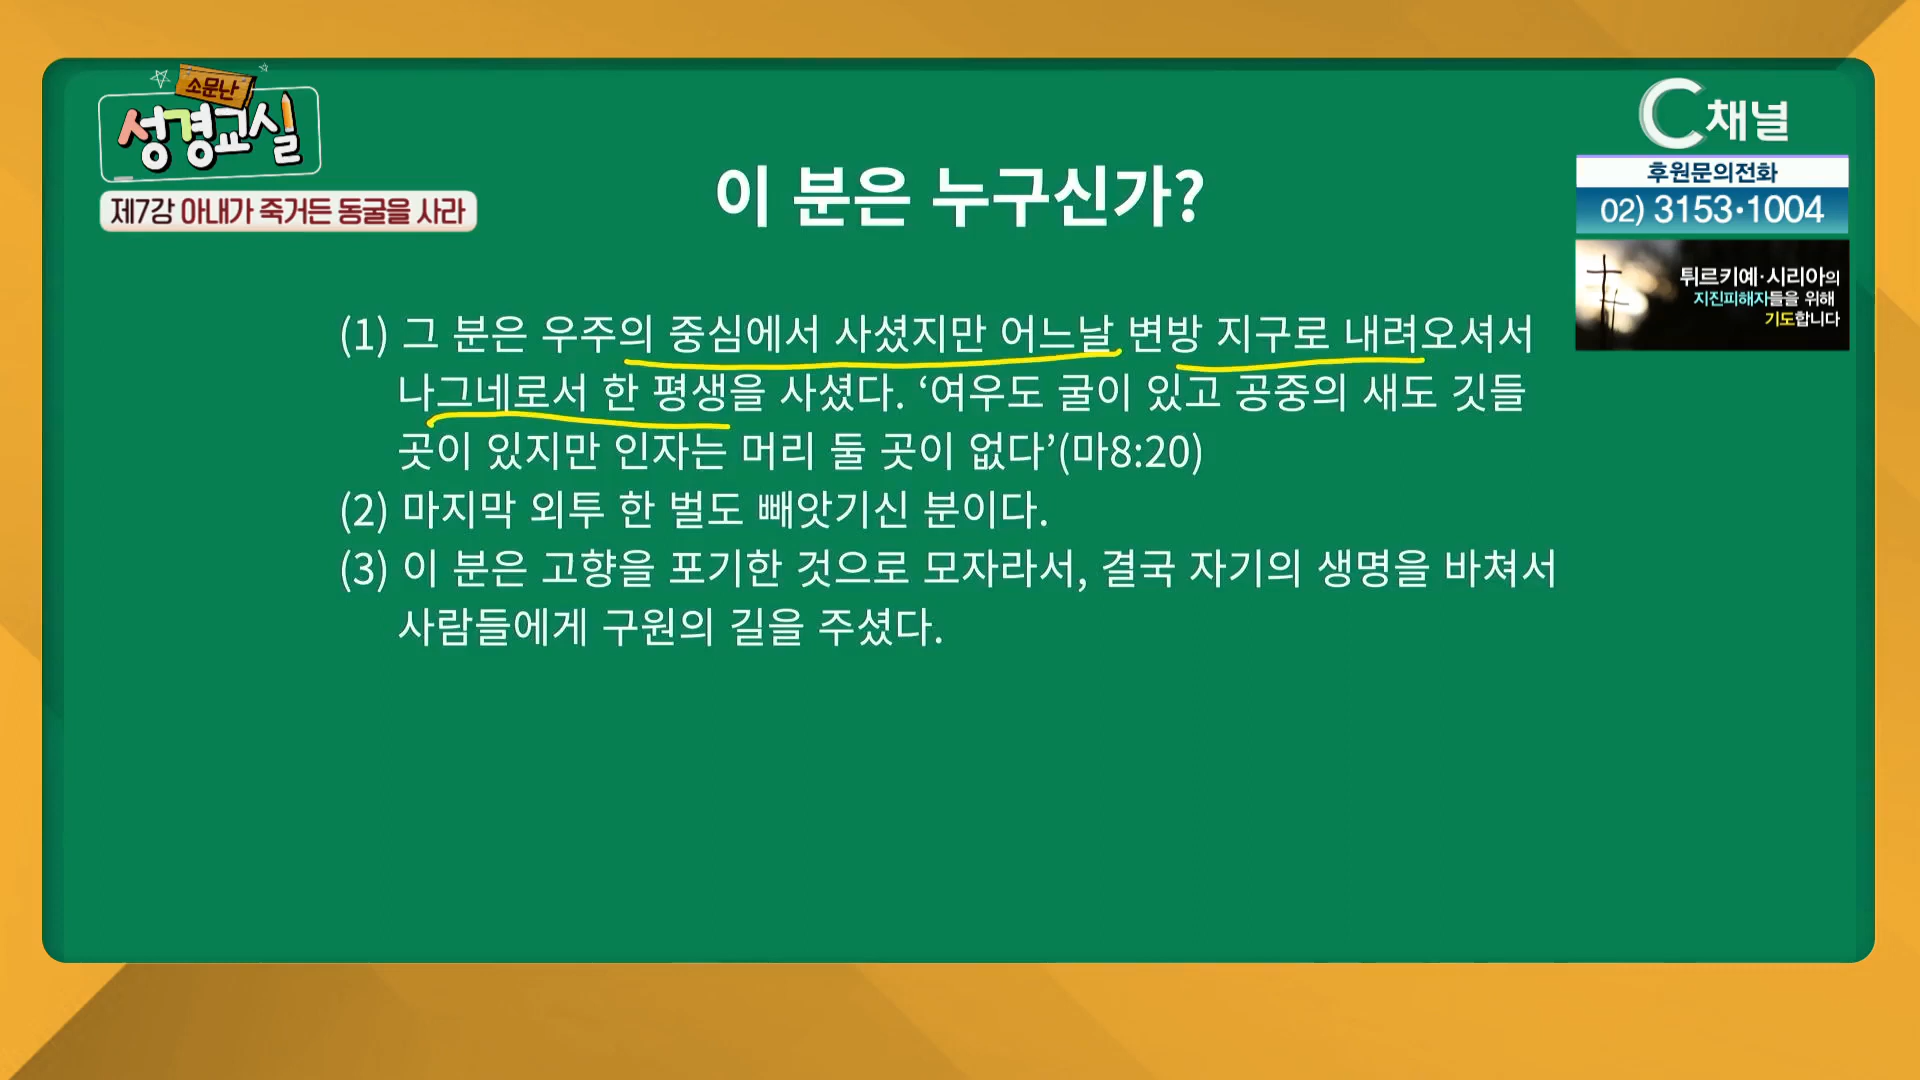 소문난
성경교실
제7강 아내가 죽거든 동굴을 사라
C채널
후원문의전화
02) 3153·1004
튀르키예·시리아의
지진피해자들을 위해
기도합니다
이 분은 누구신가?
(1) 그 분은 우주의 중심에서 사셨지만 어느날 변방 지구로 내려오셔서
나그네로서 한 평생을 사셨다. ‘여우도 굴이 있고 공중의 새도 깃들
곳이 있지만 인자는 머리 둘 곳이 없다’(마8:20)
(2) 마지막 외투 한 벌도 빼앗기신 분이다.
(3) 이 분은 고향을 포기한 것으로 모자라서, 결국 자기의 생명을 바쳐서
사람들에게 구원의 길을 주셨다.